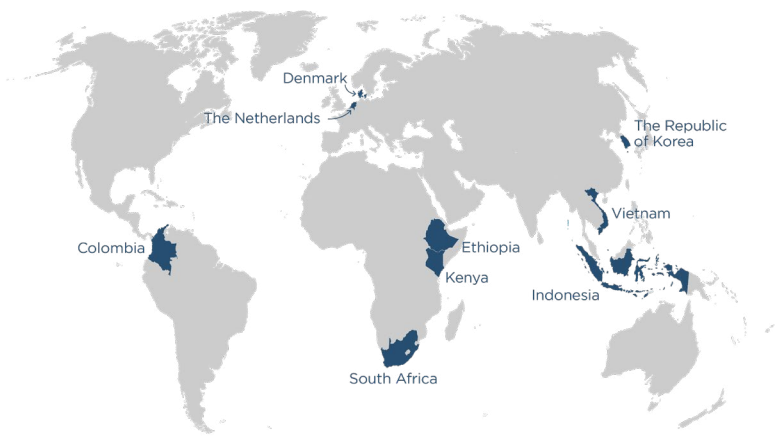 Denmark
The Netherlands
The Republic
of Korea
Vietnam
Colombia
Ethiopia
Kenya
Indonesia
South Africa